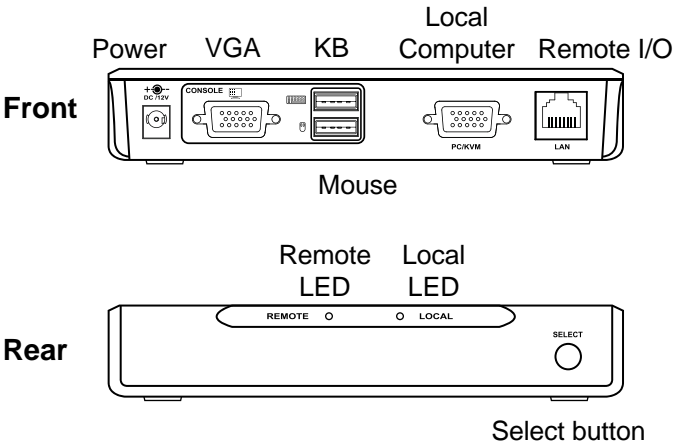 Local
Power VGA KB Computer Remote I/O
Front
+ -
DC /12V
CONSOLE
PC/KVM
LAN
Mouse
Remote Local
LED LED
Rear
REMOTE LOCAL
SELECT
Select button